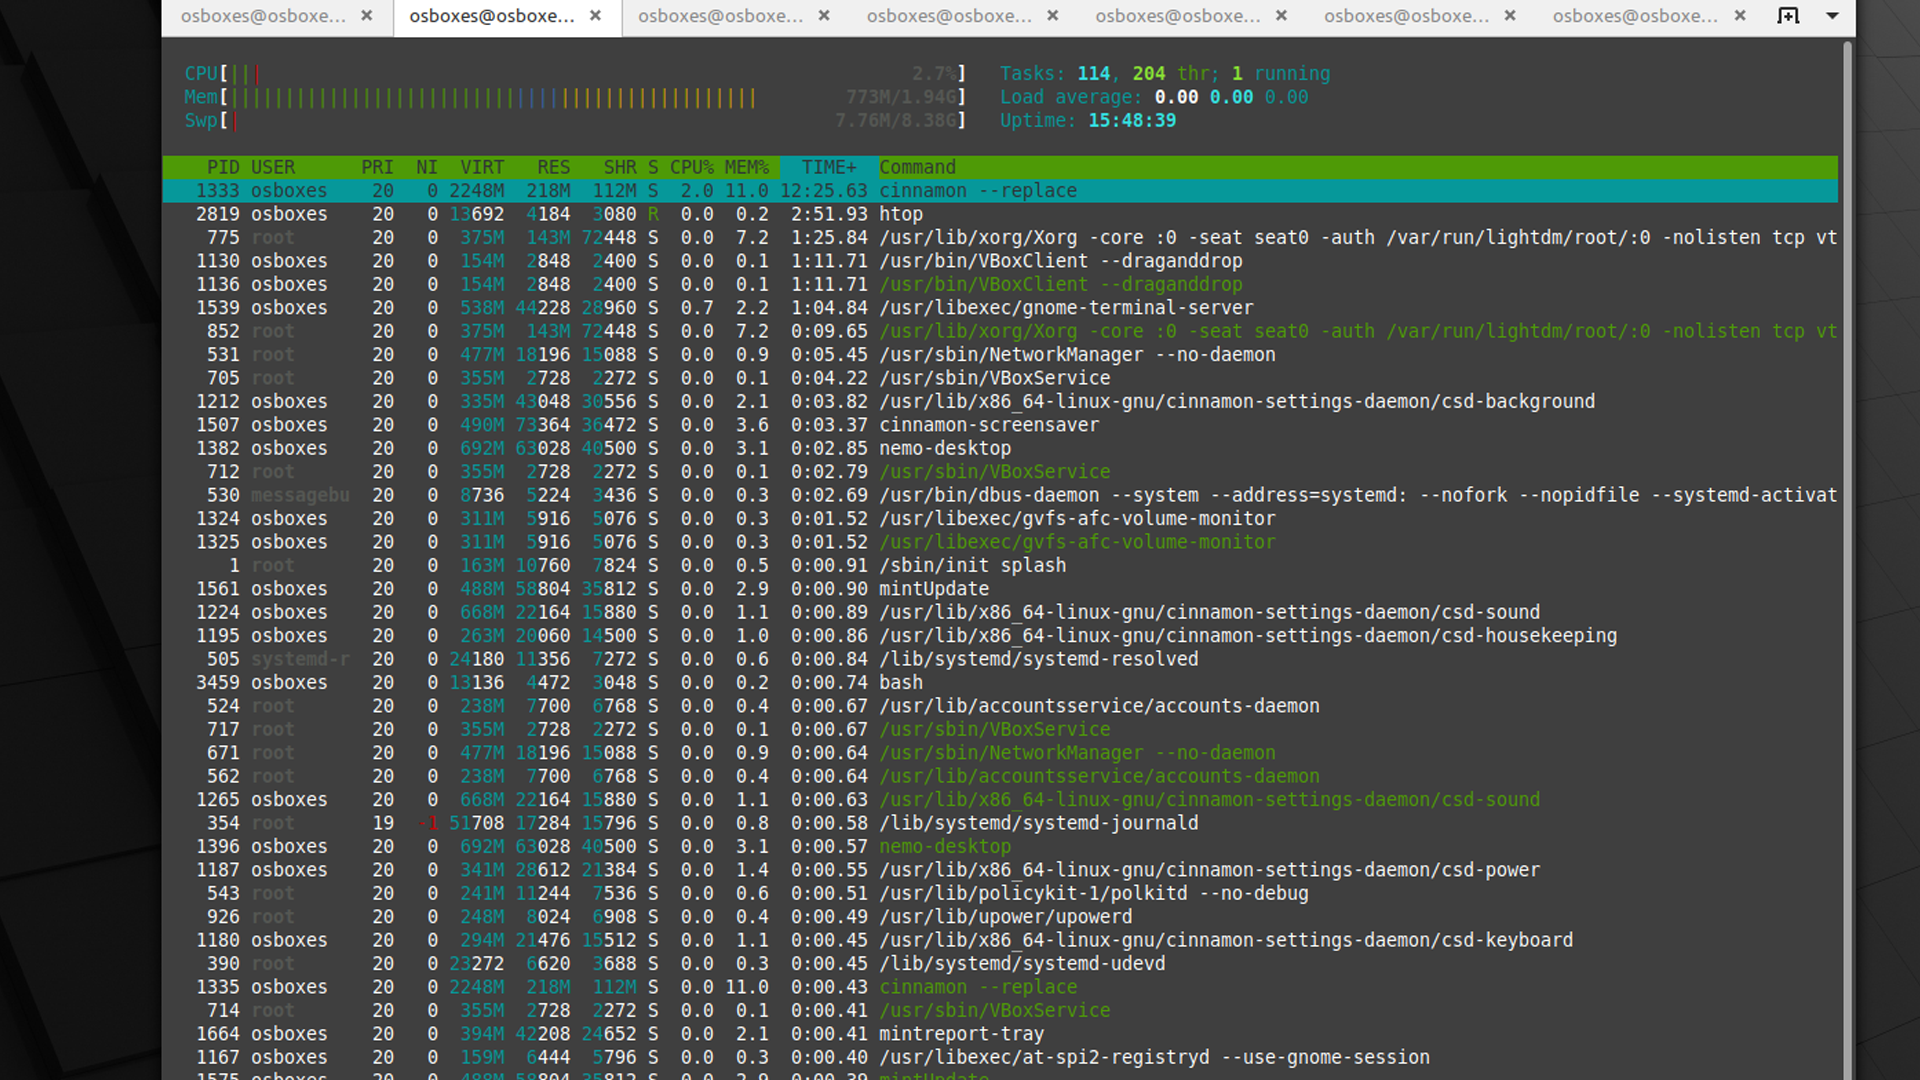 osboxes@osboxe... × osboxes@osboxe... × osboxes@osboxe... × osboxes@osboxe... × osboxes@osboxe... × osboxes@osboxe... × osboxes@osboxe... ×
CPU[||| 2.7%] Tasks: 114, 204 thr; 1 running
Mem[|||||||||||||||||||||||||||||||||||||||||||||||| 773M/1.94G] Load average: 0.00 0.00 0.00
Swp[| 7.76M/8.38G] Uptime: 15:48:39
PID USER PRI NI VIRT RES SHR S CPU% MEM% TIME+ Command
1333 osboxes 20 0 2248M 218M 112M S 2.0 11.0 12:25.63 cinnamon --replace
2819 osboxes 20 0 13692 4184 3080 R 0.0 0.2 2:51.93 htop
775 root 20 0 375M 143M 72448 S 0.0 7.2 1:25.84 /usr/lib/xorg/Xorg -core :0 -seat seat0 -auth /var/run/lightdm/root/:0 -nolisten tcp vt
1130 osboxes 20 0 154M 2848 2400 S 0.0 0.1 1:11.71 /usr/bin/VBoxClient --draganddrop
1136 osboxes 20 0 154M 2848 2400 S 0.0 0.1 1:11.71 /usr/bin/VBoxClient --draganddrop
1539 osboxes 20 0 538M 44228 28960 S 0.7 2.2 1:04.84 /usr/libexec/gnome-terminal-server
852 root 20 0 375M 143M 72448 S 0.0 7.2 0:09.65 /usr/lib/xorg/Xorg -core :0 -seat seat0 -auth /var/run/lightdm/root/:0 -nolisten tcp vt
531 root 20 0 477M 18196 15088 S 0.0 0.9 0:05.45 /usr/sbin/NetworkManager --no-daemon
705 root 20 0 355M 2728 2272 S 0.0 0.1 0:04.22 /usr/sbin/VBoxService
1212 osboxes 20 0 335M 43048 30556 S 0.0 2.1 0:03.82 /usr/lib/x86_64-linux-gnu/cinnamon-settings-daemon/csd-background
1507 osboxes 20 0 490M 73364 36472 S 0.0 3.6 0:03.37 cinnamon-screensaver
1382 osboxes 20 0 692M 63028 40500 S 0.0 3.1 0:02.85 nemo-desktop
712 root 20 0 355M 2728 2272 S 0.0 0.1 0:02.79 /usr/sbin/VBoxService
530 messagebu 20 0 8736 5224 3436 S 0.0 0.3 0:02.69 /usr/bin/dbus-daemon --system --address=systemd: --nofork --nopidfile --systemd-activat
1324 osboxes 20 0 311M 5916 5076 S 0.0 0.3 0:01.52 /usr/libexec/gvfs-afc-volume-monitor
1325 osboxes 20 0 311M 5916 5076 S 0.0 0.3 0:01.52 /usr/libexec/gvfs-afc-volume-monitor
1 root 20 0 163M 10760 7824 S 0.0 0.5 0:00.91 /sbin/init splash
1561 osboxes 20 0 488M 58804 35812 S 0.0 2.9 0:00.90 mintUpdate
1224 osboxes 20 0 668M 22164 15880 S 0.0 1.1 0:00.89 /usr/lib/x86_64-linux-gnu/cinnamon-settings-daemon/csd-sound
1195 osboxes 20 0 263M 20060 14500 S 0.0 1.0 0:00.86 /usr/lib/x86_64-linux-gnu/cinnamon-settings-daemon/csd-housekeeping
505 systemd-r 20 0 24180 11356 7272 S 0.0 0.6 0:00.84 /lib/systemd/systemd-resolved
3459 osboxes 20 0 13136 4472 3048 S 0.0 0.2 0:00.74 bash
524 root 20 0 238M 7700 6768 S 0.0 0.4 0:00.67 /usr/lib/accountsservice/accounts-daemon
717 root 20 0 355M 2728 2272 S 0.0 0.1 0:00.67 /usr/sbin/VBoxService
671 root 20 0 477M 18196 15088 S 0.0 0.9 0:00.64 /usr/sbin/NetworkManager --no-daemon
562 root 20 0 238M 7700 6768 S 0.0 0.4 0:00.64 /usr/lib/accountsservice/accounts-daemon
1265 osboxes 20 0 668M 22164 15880 S 0.0 1.1 0:00.63 /usr/lib/x86_64-linux-gnu/cinnamon-settings-daemon/csd-sound
354 root 19 -1 51708 17284 15796 S 0.0 0.8 0:00.58 /lib/systemd/systemd-journald
1396 osboxes 20 0 692M 63028 40500 S 0.0 3.1 0:00.57 nemo-desktop
1187 osboxes 20 0 341M 28612 21384 S 0.0 1.4 0:00.55 /usr/lib/x86_64-linux-gnu/cinnamon-settings-daemon/csd-power
543 root 20 0 241M 11244 7536 S 0.0 0.6 0:00.51 /usr/lib/policykit-1/polkitd --no-debug
926 root 20 0 248M 8024 6908 S 0.0 0.4 0:00.49 /usr/lib/upower/upowerd
1180 osboxes 20 0 294M 21476 15512 S 0.0 1.1 0:00.45 /usr/lib/x86_64-linux-gnu/cinnamon-settings-daemon/csd-keyboard
390 root 20 0 23272 6620 3688 S 0.0 0.3 0:00.45 /lib/systemd/systemd-udevd
1335 osboxes 20 0 2248M 218M 112M S 0.0 11.0 0:00.43 cinnamon --replace
714 root 20 0 355M 2728 2272 S 0.0 0.1 0:00.41 /usr/sbin/VBoxService
1664 osboxes 20 0 394M 42208 24652 S 0.0 2.1 0:00.41 mintreport-tray
1167 osboxes 20 0 159M 6444 5796 S 0.0 0.3 0:00.40 /usr/libexec/at-spi2-registryd --use-gnome-session
1575 osboxes 20 0 488M 58804 35812 S 0.0 2.9 0:00.39 mintUpdate